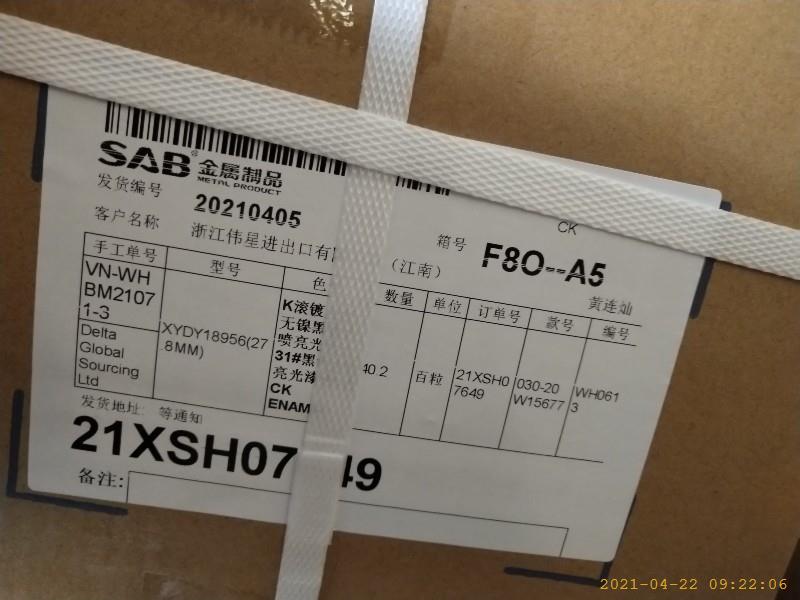 CK
SAB® 金属制品
METAL PRODUCT
发货编号 20210405 箱号 F8O--A5
客户名称 浙江伟星进出口有 (江南) 黄连灿
手工单号 型号 色 数量 单位 订单号 款号 编号
VN-WH
BM2107
1-3
Delta
Global
Sourcing
Ltd
XYDY18956(27
.8MM)
K滚镀
无镍黑
喷亮光
31#黑
亮光漆
CK
ENAM
40.2
百粒
21XSH0
7649
030-20
W15677
WH061
3
发货地址: 等通知
21XSH07 49
备注:
2021-04-22 09:22:06